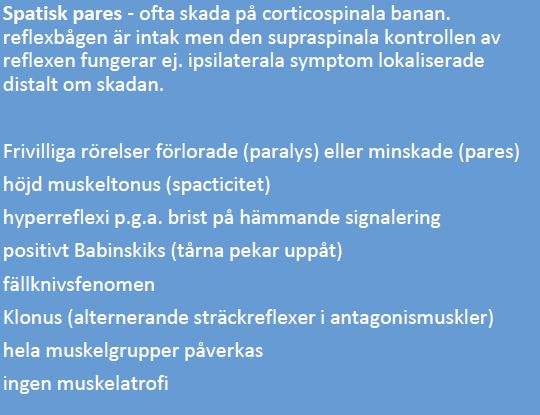 Spatisk pares - ofta skada på corticospinala banan.
reflexbågen är intak men den supraspinala kontrollen av
reflexen fungerar ej. ipsilaterala symptom lokaliserade
distalt om skadan.
Frivilliga rörelser förlorade (paralys) eller minskade (pares)
höjd muskeltonus (spacticitet)
hyperreflexi p.g.a. brist på hämmande signalering
positivt Babinskiks (tårna pekar uppåt)
fällknivsfenomen
Klonus (alternerande sträckreflexer i antagonismuskler)
hela muskelgrupper påverkas
ingen muskelatrofi